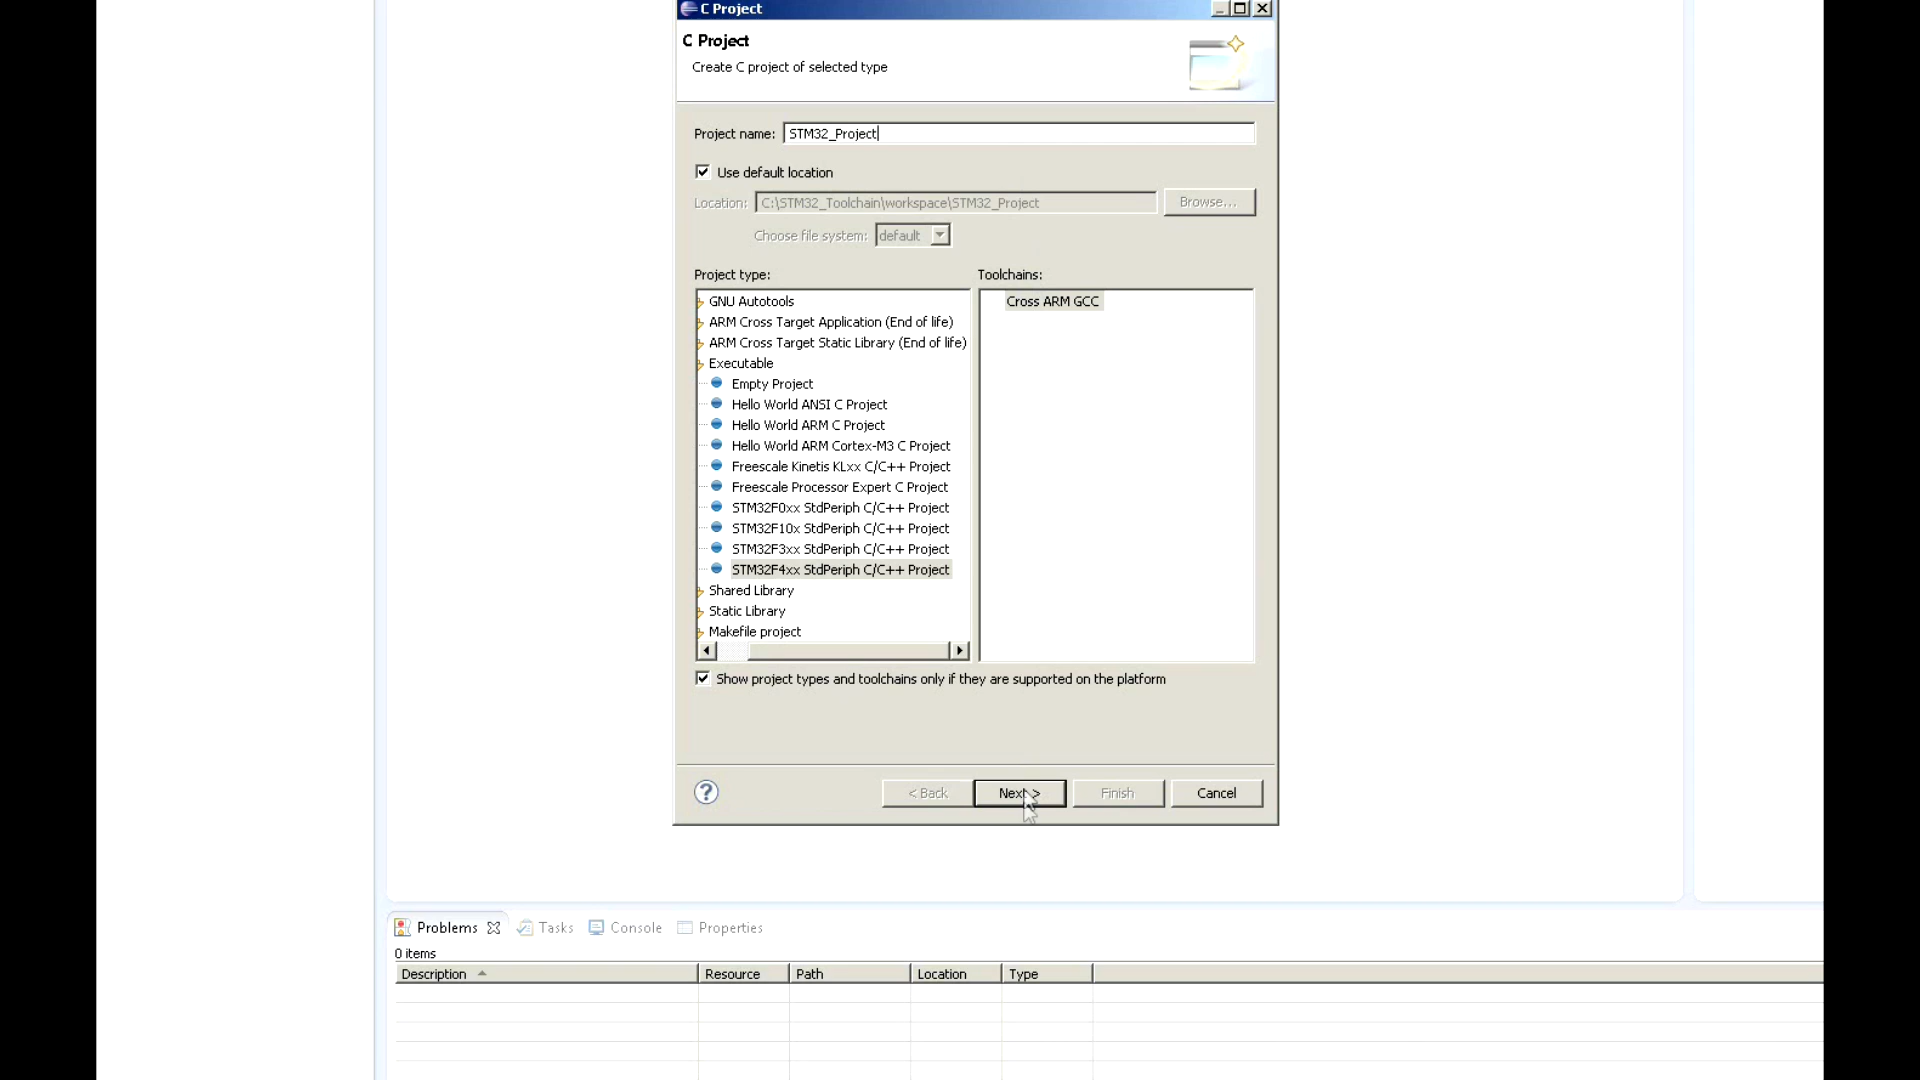 C Project
C Project
Create C project of selected type
Project name: STM32_Project
Use default location
Location: C:\STM32_Toolchain\workspace\STM32_Project Browse...
Choose file system: default
Project type: Toolchains:
GNU Autotools Cross ARM GCC
ARM Cross Target Application (End of life)
ARM Cross Target Static Library (End of life)
Executable
Empty Project
Hello World ANSI C Project
Hello World ARM C Project
Hello World ARM Cortex-M3 C Project
Freescale Kinetis KLxx C/C++ Project
Freescale Processor Expert C Project
STM32F0xx StdPeriph C/C++ Project
STM32F10x StdPeriph C/C++ Project
STM32F3xx StdPeriph C/C++ Project
STM32F4xx StdPeriph C/C++ Project
Shared Library
Static Library
Makefile project
Show project types and toolchains only if they are supported on the platform
? < Back Next > Finish Cancel
Problems Tasks Console Properties
0 items
Description Resource Path Location Type